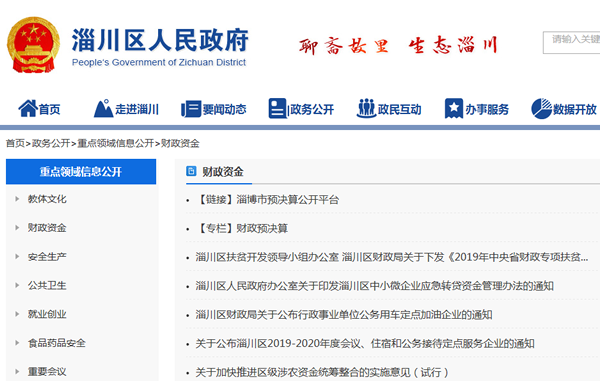 淄川区人民政府
People's Government of Zichuan District
聊斋故里 生态淄川
请输入关键
首页 走进淄川 要闻动态 政务公开 政民互动 办事服务 数据开放
首页>政务公开>重点领域信息公开>财政资金
重点领域信息公开
教体文化
财政资金
安全生产
公共卫生
就业创业
食品药品安全
重要会议
财政资金
【链接】淄博市预决算公开平台
【专栏】财政预决算
淄川区扶贫开发领导小组办公室 淄川区财政局关于下发《2019年中央省财政专项扶贫...
淄川区人民政府办公室关于印发淄川区中小微企业应急转贷资金管理办法的通知
淄川区财政局关于公布行政事业单位公务用车定点加油企业的通知
关于公布淄川区2019-2020年度会议、住宿和公务接待定点服务企业的通知
关于加快推进区级涉农资金统筹整合的实施意见（试行）